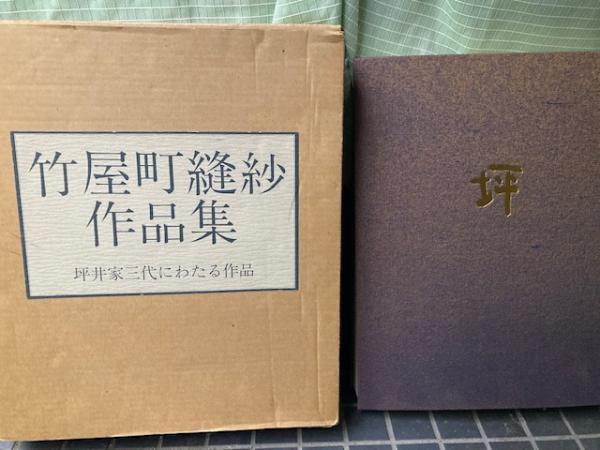 竹屋町縫紗
作品集
坪井家三代にわたる作品
坪